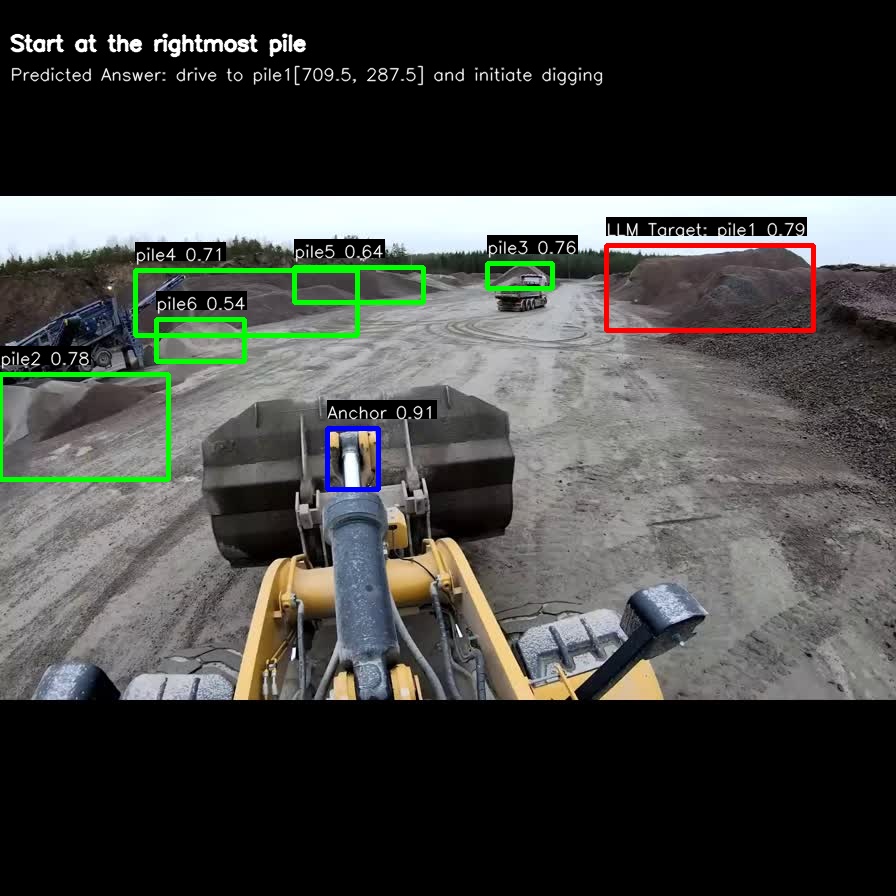 Start at the rightmost pile
Predicted Answer: drive to pile1[709.5, 287.5] and initiate digging
LLM Target: pile1 0.79
pile3 0.76
pile5 0.64
pile4 0.71
pile6 0.54
pile2 0.78
Anchor 0.91